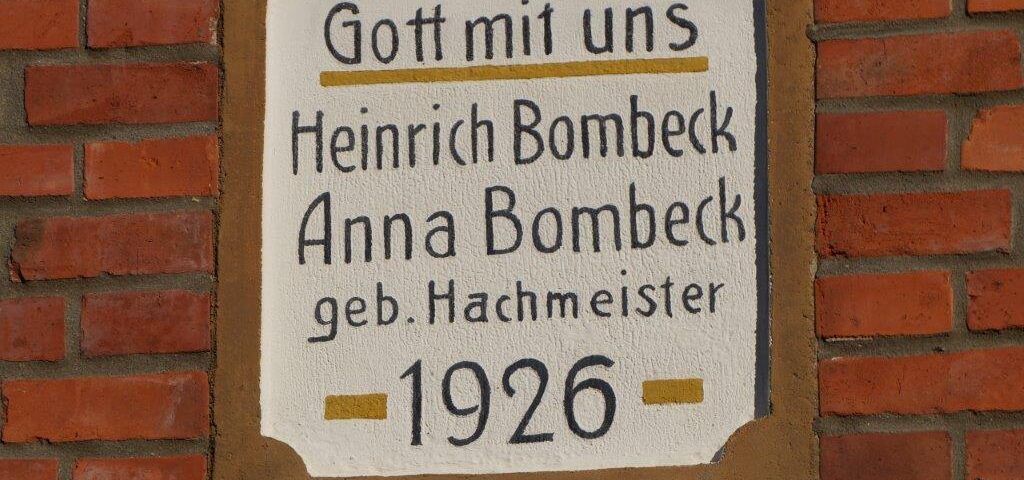 Gott mit uns
Heinrich Bombeck
Anna Bombeck
geb. Hachmeister
1926